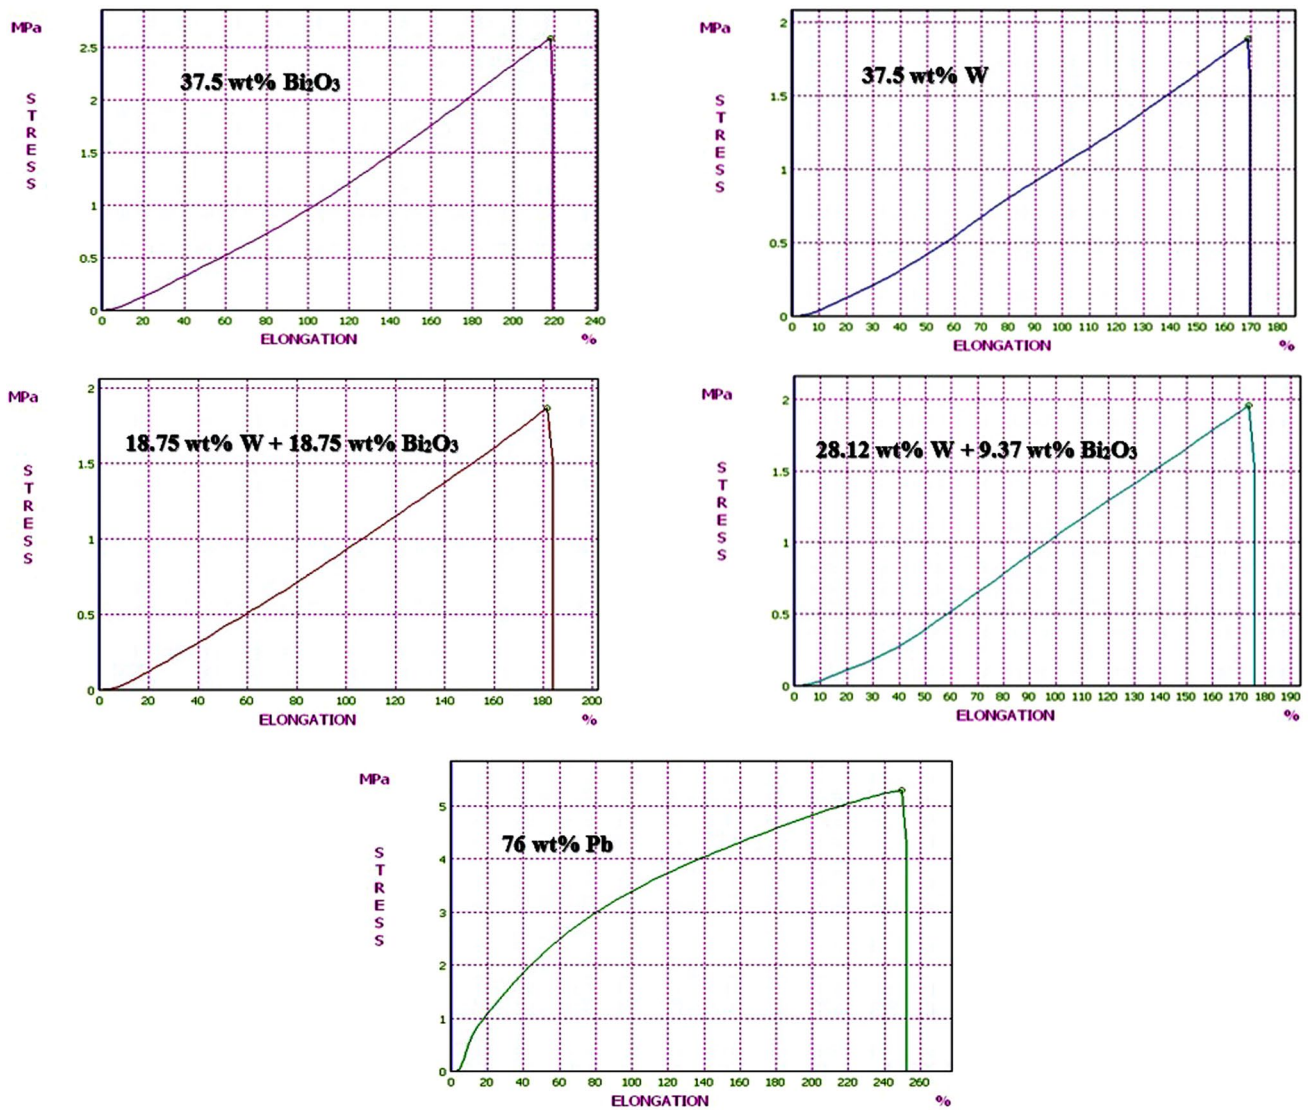 MPa
STRESS
37.5 wt% Bi₂O₃
2.5
2
1.5
1
0.5
0
0 20 40 60 80 100 120 140 160 180 200 220 240
ELONGATION %
MPa
STRESS
37.5 wt% W
2
1.5
1
0.5
0
0 10 20 30 40 50 60 70 80 90 100 110 120 130 140 150 160 170 180
ELONGATION %
MPa
STRESS
18.75 wt% W + 18.75 wt% Bi₂O₃
2
1.5
1
0.5
0
0 20 40 60 80 100 120 140 160 180 200
ELONGATION %
MPa
STRESS
28.12 wt% W + 9.37 wt% Bi₂O₃
2
1.5
1
0.5
0
0 10 20 30 40 50 60 70 80 90 100 110 120 130 140 150 160 170 180 190
ELONGATION %
MPa
STRESS
76 wt% Pb
5
4
3
2
1
0
0 20 40 60 80 100 120 140 160 180 200 220 240 260
ELONGATION %